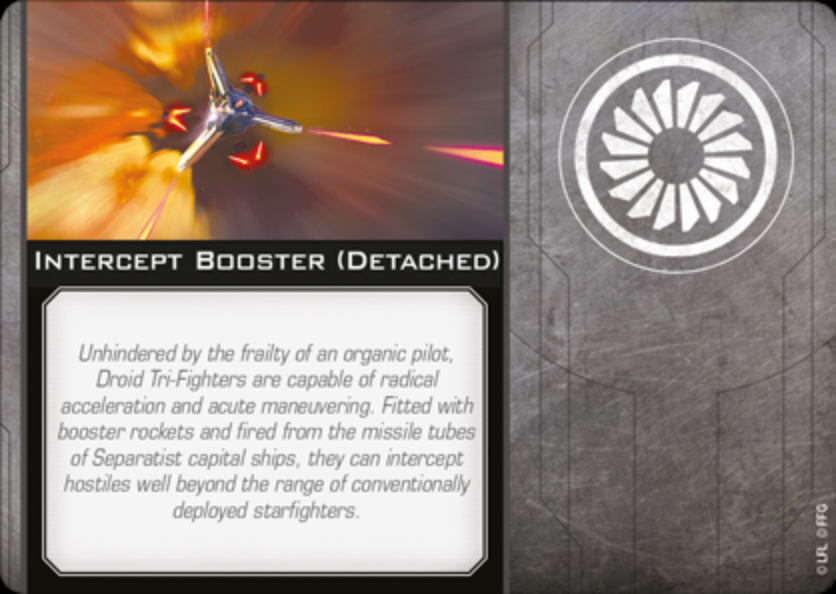 Intercept Booster (Detached)
Unhindered by the frailty of an organic pilot,
Droid Tri-Fighters are capable of radical
acceleration and acute maneuvering. Fitted with
booster rockets and fired from the missile tubes
of Separatist capital ships, they can intercept
hostiles well beyond the range of conventionally
deployed starfighters.
© LFL © FFG